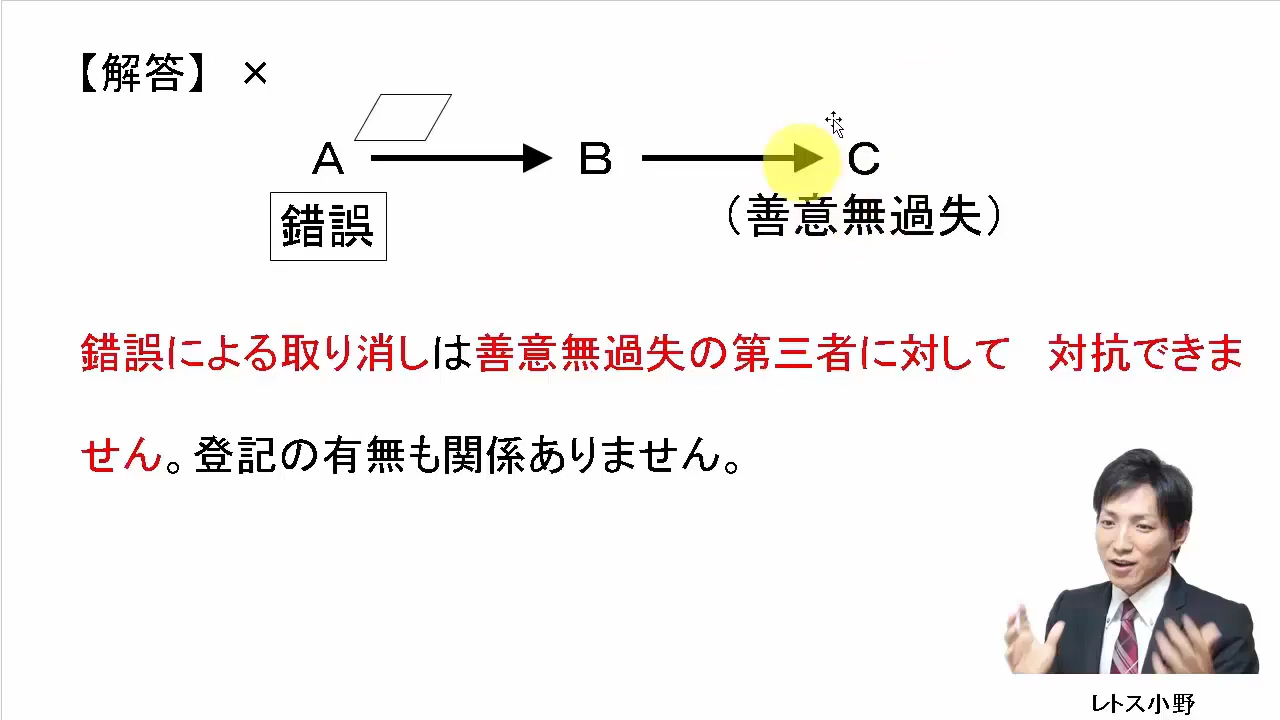 【解答】 ×
A B C
錯誤
（善意無過失）
錯誤による取り消しは善意無過失の第三者に対して 対抗できま
せん。登記の有無も関係ありません。
レトス小野